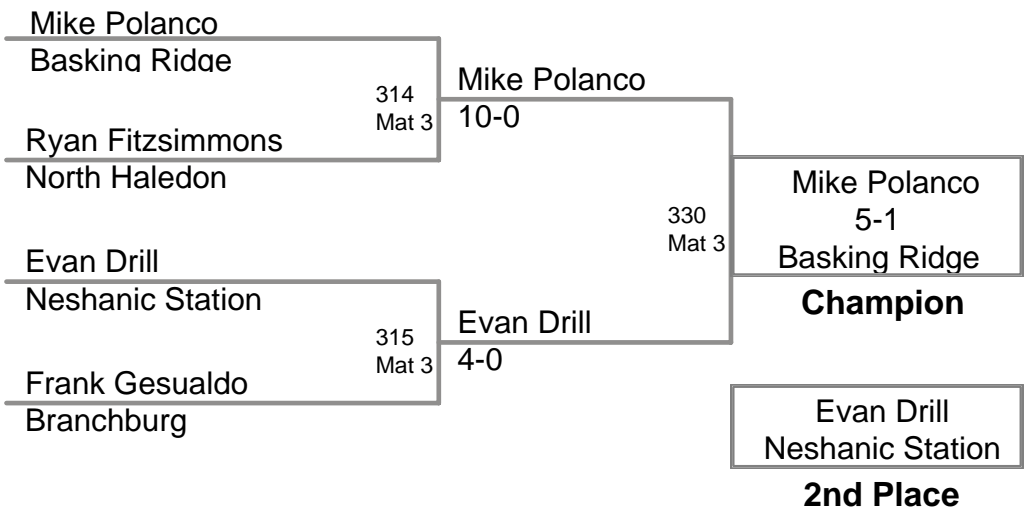 Mike Polanco
Basking Ridge
314
Mat 3
Mike Polanco
10-0
Ryan Fitzsimmons
North Haledon
330
Mat 3
Mike Polanco
5-1
Basking Ridge
Champion
Evan Drill
Neshanic Station
315
Mat 3
Evan Drill
4-0
Frank Gesualdo
Branchburg
Evan Drill
Neshanic Station
2nd Place